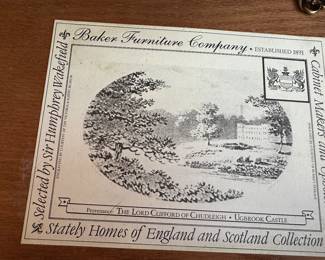 Baker Furniture Company · ESTABLISHED 1891
Cabinet Makers and
Selected by Sir Humphrey Wakefield
Provenance: THE LORD CLIFFORD OF CHUDLEIGH · UGBROOK CASTLE
Stately Homes of England and Scotland Collection